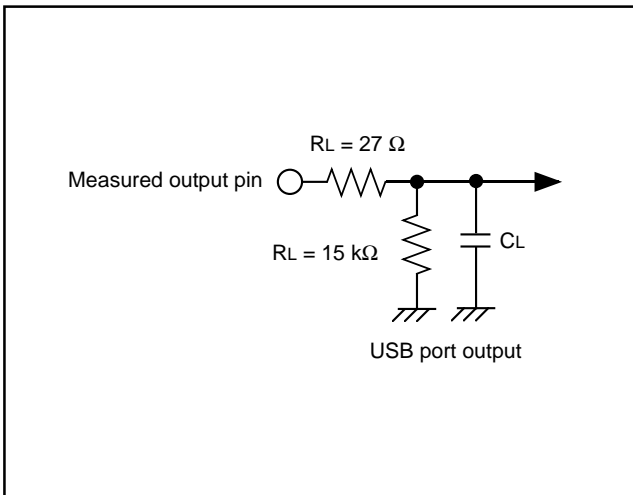 RL = 27 Ω
Measured output pin
RL = 15 kΩ
CL
USB port output